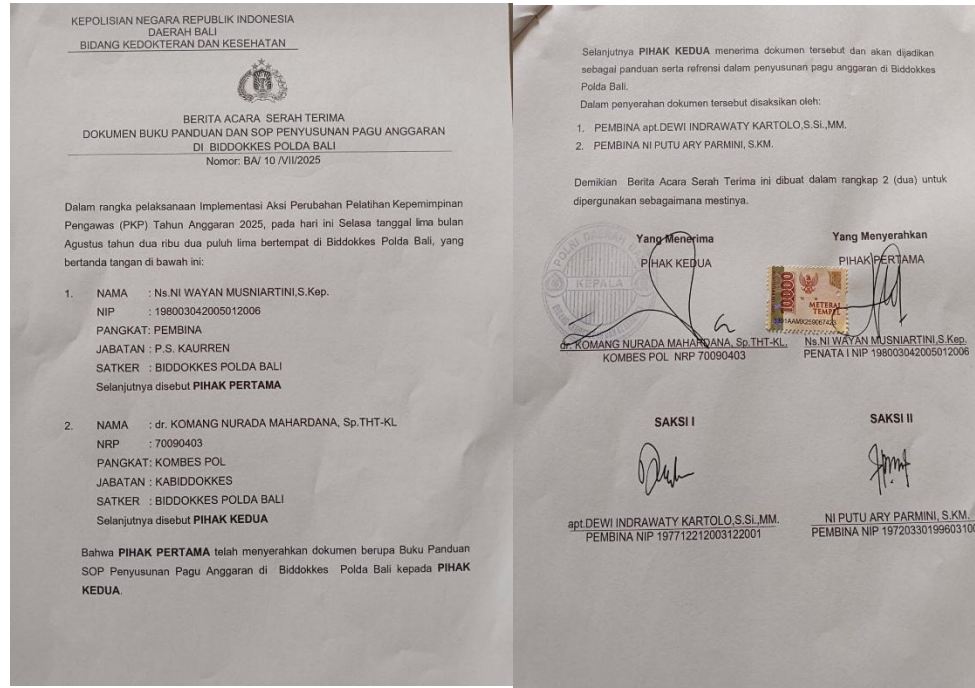 KEPOLISIAN NEGARA REPUBLIK INDONESIA
DAERAH BALI
BIDANG KEDOKTERAN DAN KESEHATAN
BERITA ACARA SERAH TERIMA
DOKUMEN BUKU PANDUAN DAN SOP PENYUSUNAN PAGU ANGGARAN
DI BIDDOKKES POLDA BALI
Nomor: BA/ 10 /VII/2025
Dalam rangka pelaksanaan Implementasi Aksi Perubahan Pelatihan Kepemimpinan
Pengawas (PKP) Tahun Anggaran 2025, pada hari ini Selasa tanggal lima bulan
Agustus tahun dua ribu dua puluh lima bertempat di Biddokkes Polda Bali, yang
bertanda tangan di bawah ini:
1. NAMA : Ns.NI WAYAN MUSNIARTINI,S.Kep.
NIP : 198003042005012006
PANGKAT: PEMBINA
JABATAN : P.S. KAURREN
SATKER : BIDDOKKES POLDA BALI
Selanjutnya disebut PIHAK PERTAMA
2. NAMA : dr. KOMANG NURADA MAHARDANA, Sp.THT-KL
NRP : 70090403
PANGKAT: KOMBES POL
JABATAN : KABIDDOKKES
SATKER : BIDDOKKES POLDA BALI
Selanjutnya disebut PIHAK KEDUA
Bahwa PIHAK PERTAMA telah menyerahkan dokumen berupa Buku Panduan
SOP Penyusunan Pagu Anggaran di Biddokkes Polda Bali kepada PIHAK
KEDUA.
Selanjutnya PIHAK KEDUA menerima dokumen tersebut dan akan dijadikan
sebagai panduan serta refrensi dalam penyusunan pagu anggaran di Biddokkes
Polda Bali.
Dalam penyerahan dokumen tersebut disaksikan oleh:
1. PEMBINA apt.DEWI INDRAWATY KARTOLO,S.Si.,MM.
2. PEMBINA NI PUTU ARY PARMINI, S.KM.
Demikian Berita Acara Serah Terima ini dibuat dalam rangkap 2 (dua) untuk
dipergunakan sebagaimana mestinya.
Yang Menerima
PIHAK KEDUA
KEPALA
dr. KOMANG NURADA MAHARDANA, Sp.THT-KL.
KOMBES POL NRP 70090403
Yang Menyerahkan
PIHAK PERTAMA
10000
METERAI
TEMPEL
Ns.NI WAYAN MUSNIARTINI,S.Kep.
PENATA I NIP 198003042005012006
SAKSI I
apt.DEWI INDRAWATY KARTOLO,S.Si.,MM.
PEMBINA NIP 197712212003122001
SAKSI II
NI PUTU ARY PARMINI, S.KM.
PEMBINA NIP 1972033019960310